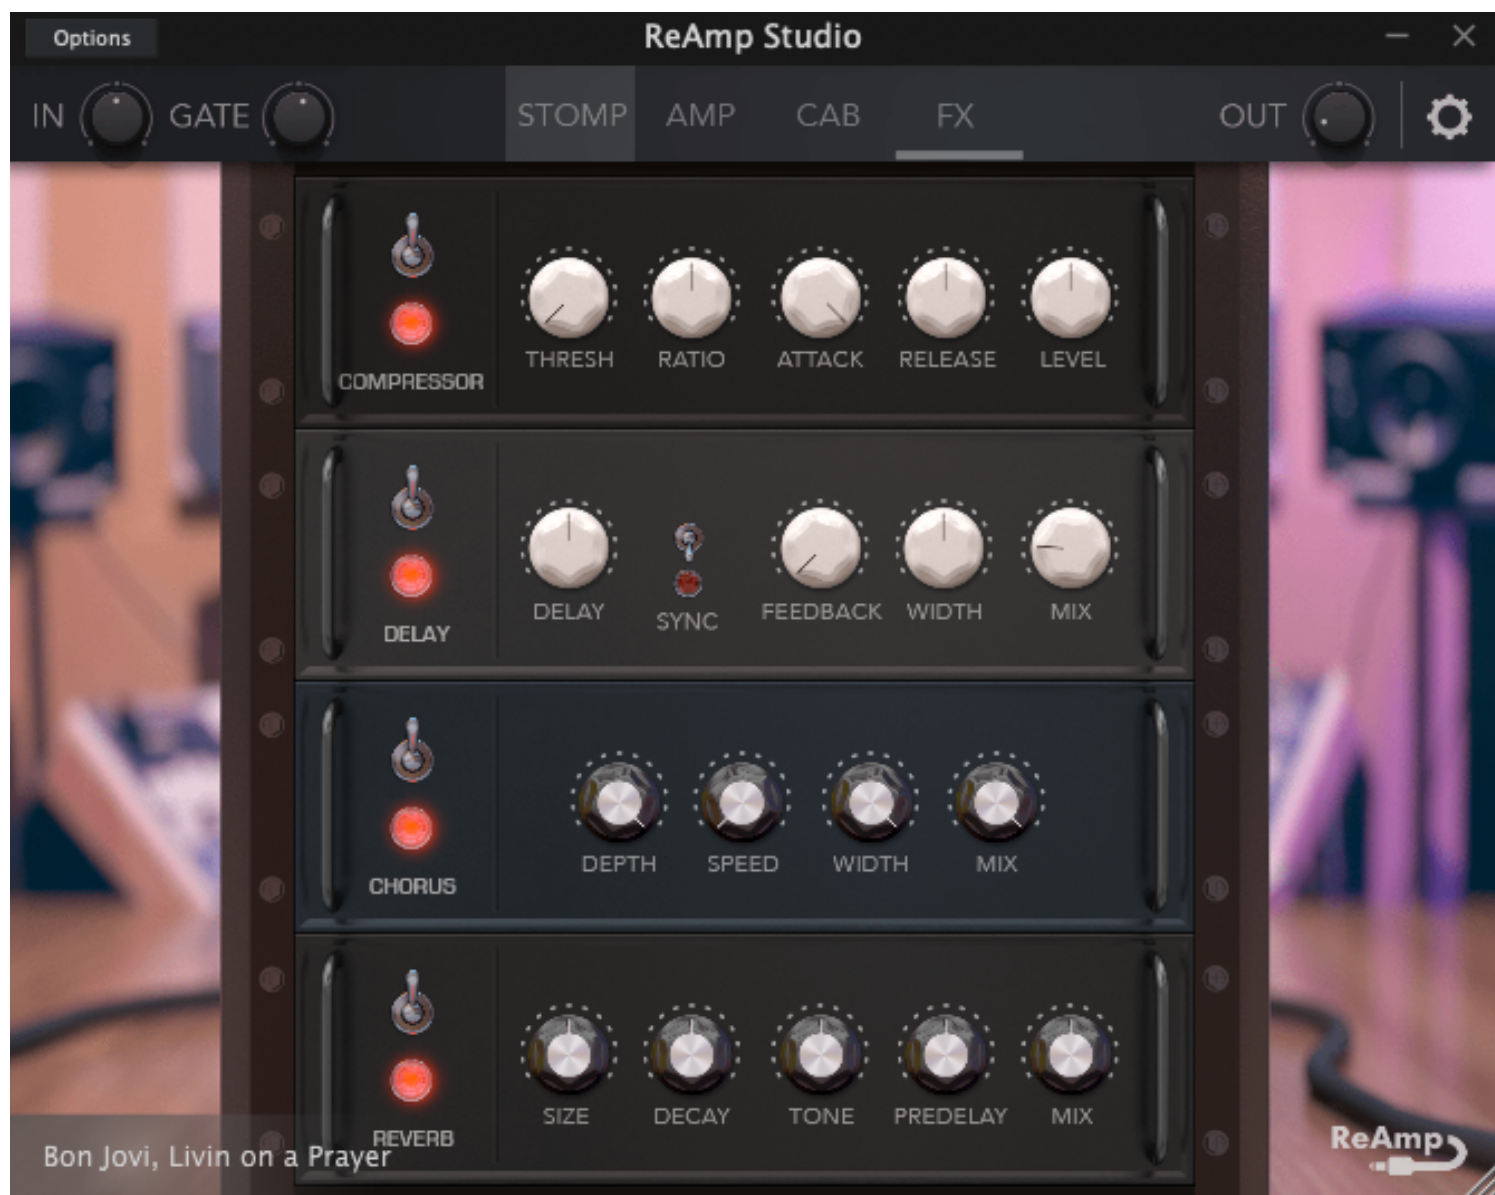 Options
ReAmp Studio
IN GATE STOMP AMP CAB FX OUT
THRESH RATIO ATTACK RELEASE LEVEL
COMPRESSOR
DELAY SYNC FEEDBACK WIDTH MIX
DELAY
DEPTH SPEED WIDTH MIX
CHORUS
SIZE DECAY TONE PREDELAY MIX
REVERB
Bon Jovi, Livin on a Prayer
ReAmp